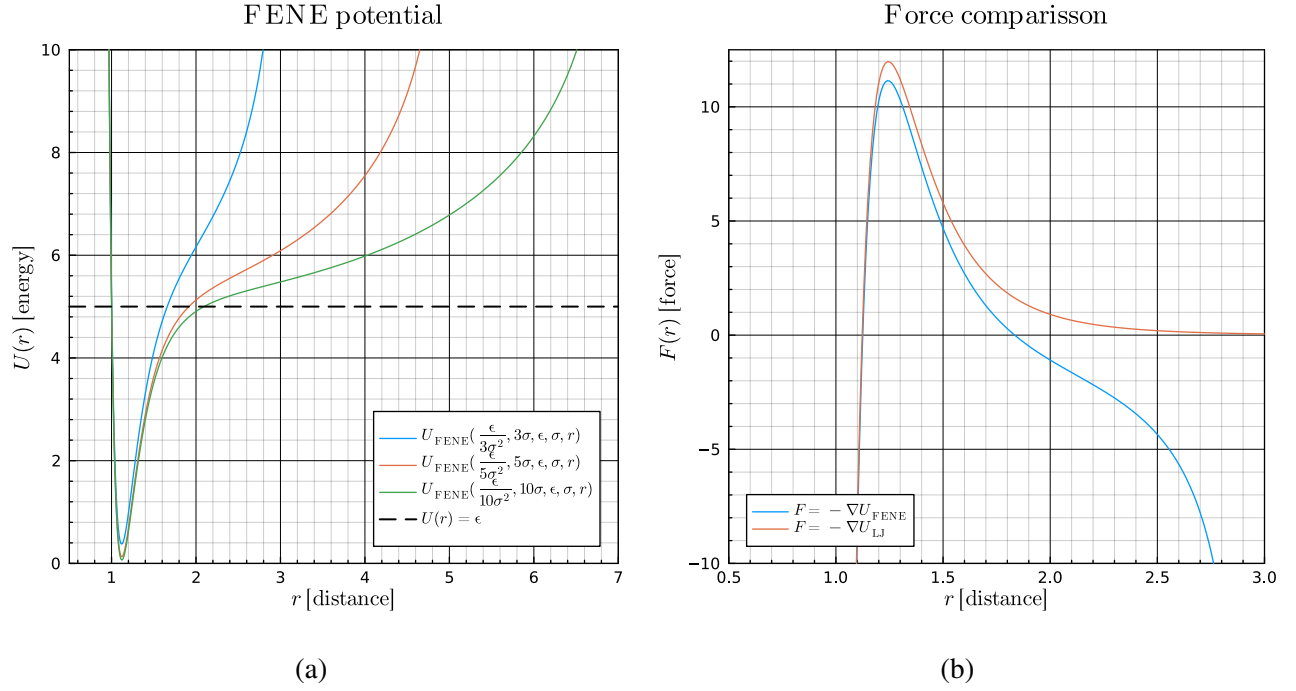 FENE potential
Force comparisson
10
8
6
4
2
0
U(r) [energy]
U_FENE(ϵ/3σ², 3σ, ϵ, σ, r)
U_FENE(ϵ/5σ², 5σ, ϵ, σ, r)
U_FENE(ϵ/10σ², 10σ, ϵ, σ, r)
U(r) = ϵ
1 2 3 4 5 6 7
r [distance]
10
5
0
−5
−10
F(r) [force]
F = − ∇U_FENE
F = − ∇U_LJ
0.5 1.0 1.5 2.0 2.5 3.0
r [distance]
(a)
(b)